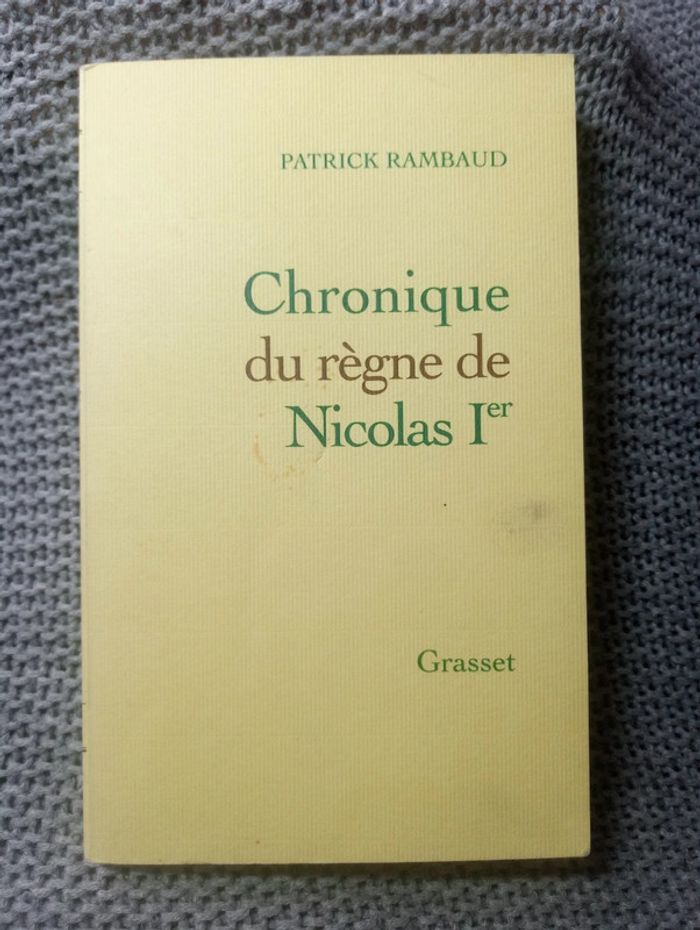 PATRICK RAMBAUD
Chronique
du règne de
Nicolas Ier
Grasset